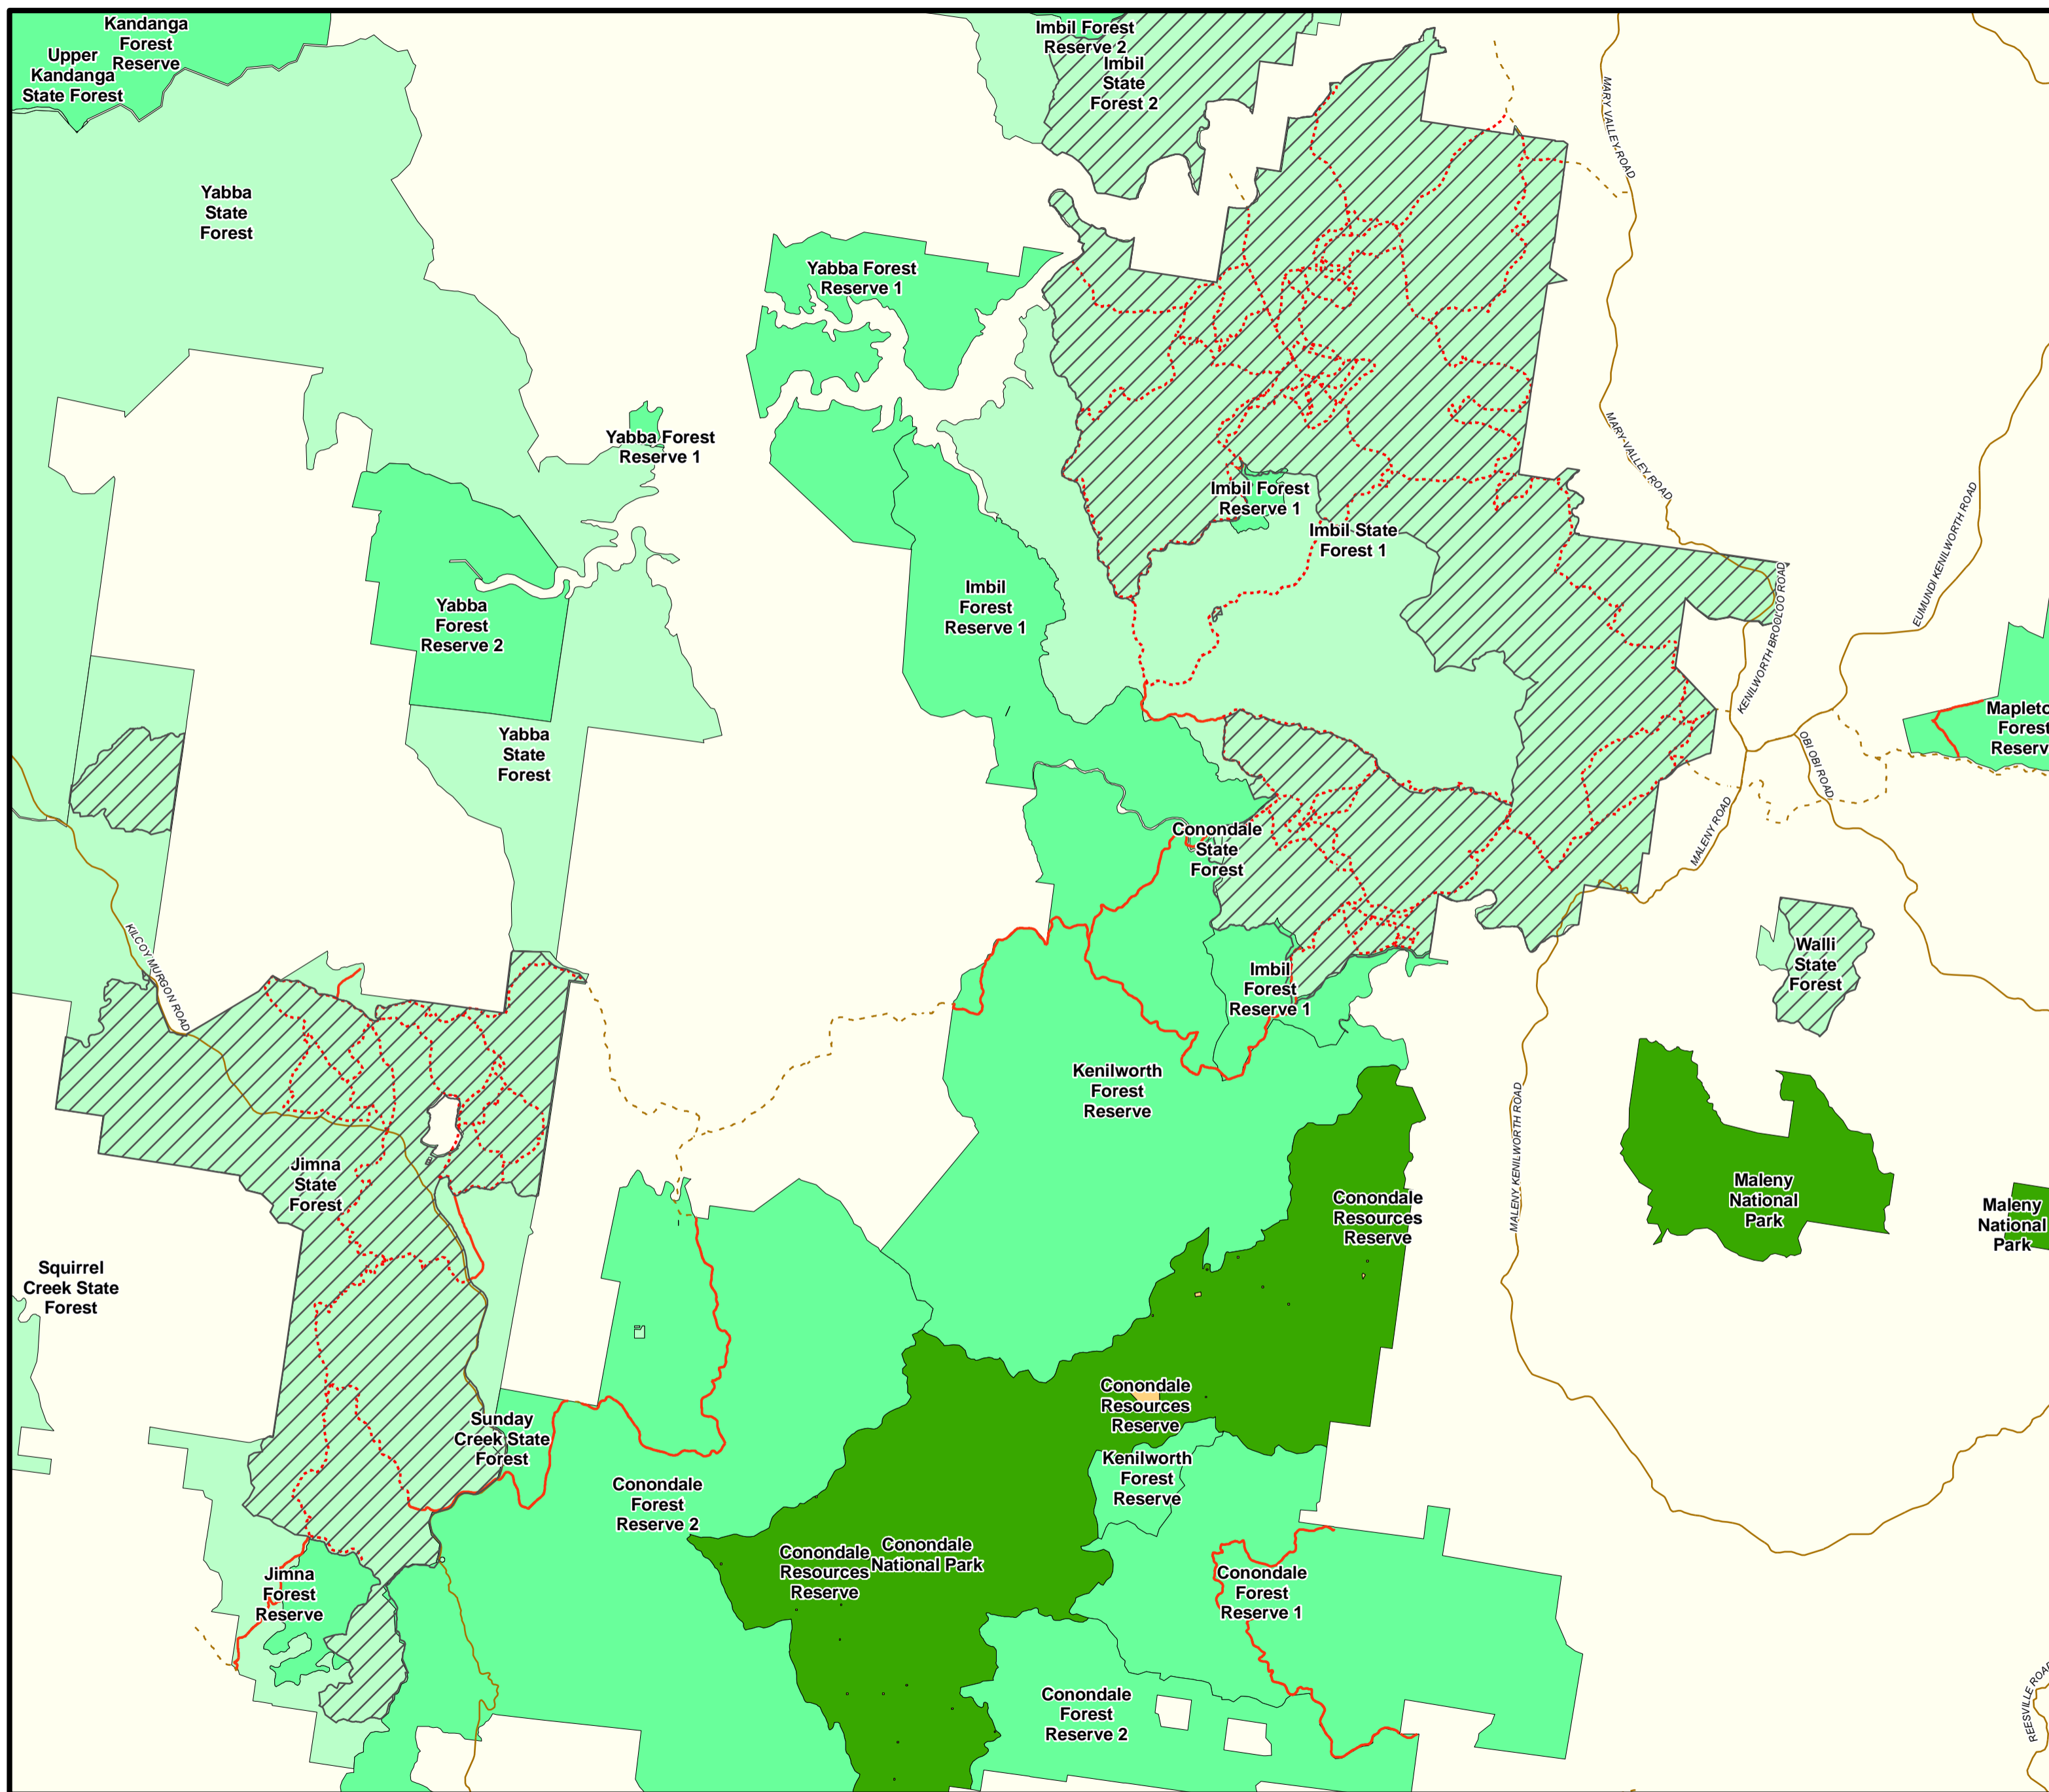 Kandanga
Forest
Reserve
Upper
Kandanga
State Forest
Imbil Forest
Reserve 2
Imbil
State
Forest 2
MARY VALLEY ROAD
Yabba
State
Forest
Yabba Forest
Reserve 1
Yabba Forest
Reserve 1
MARY VALLEY ROAD
Imbil Forest
Reserve 1
Imbil State
Forest 1
EUMUNDI KENILWORTH ROAD
Imbil
Forest
Reserve 1
Yabba
Forest
Reserve 2
KENILWORTH BROOLOO ROAD
Mapleto
Forest
Reserv
Yabba
State
Forest
OBI OBI ROAD
MALENY ROAD
Conondale
State
Forest
KILCOY MURGON ROAD
Walli
State
Forest
Imbil
Forest
Reserve 1
Kenilworth
Forest
Reserve
MALENY KENILWORTH ROAD
Jimna
State
Forest
Conondale
Resources
Reserve
Maleny
National
Park
Maleny
National
Park
Squirrel
Creek State
Forest
Conondale
Resources
Reserve
Sunday
Creek State
Forest
Kenilworth
Forest
Reserve
Conondale
Forest
Reserve 2
Conondale
Resources
Reserve
Conondale
National Park
Jimna
Forest
Reserve
Conondale
Forest
Reserve 1
Conondale
Forest
Reserve 2
REESVILLE ROAD